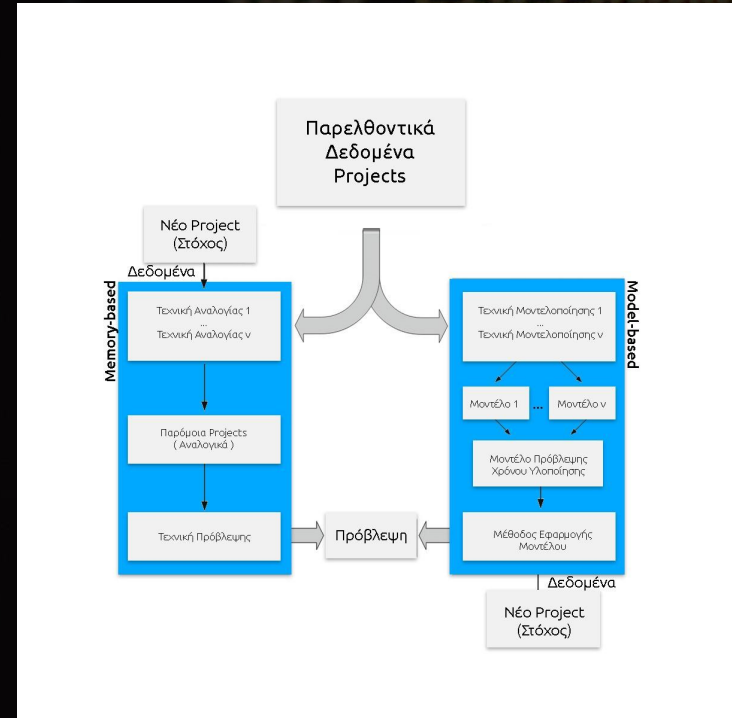 Παρελθοντικά
Δεδομένα
Projects
Νέο Project
(Στόχος)
Δεδομένα
Memory-based
Τεχνική Αναλογίας 1
...
Τεχνική Αναλογίας ν
Παρόμοια Projects
( Αναλογικά )
Τεχνική Πρόβλεψης
Πρόβλεψη
Model-based
Τεχνική Μοντελοποίησης 1
...
Τεχνική Μοντελοποίησης ν
Μοντέλο 1
...
Μοντέλο ν
Μοντέλο Πρόβλεψης
Χρόνου Υλοποίησης
Μέθοδος Εφαρμογής
Μοντέλου
Δεδομένα
Νέο Project
(Στόχος)